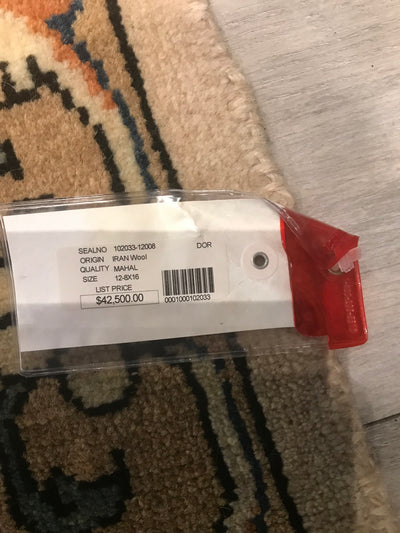 SEALNO 102033-12008 DOR
ORIGIN IRAN Wool
QUALITY MAHAL
SIZE 12-8X16
LIST PRICE
$42,500.00
0001000102033